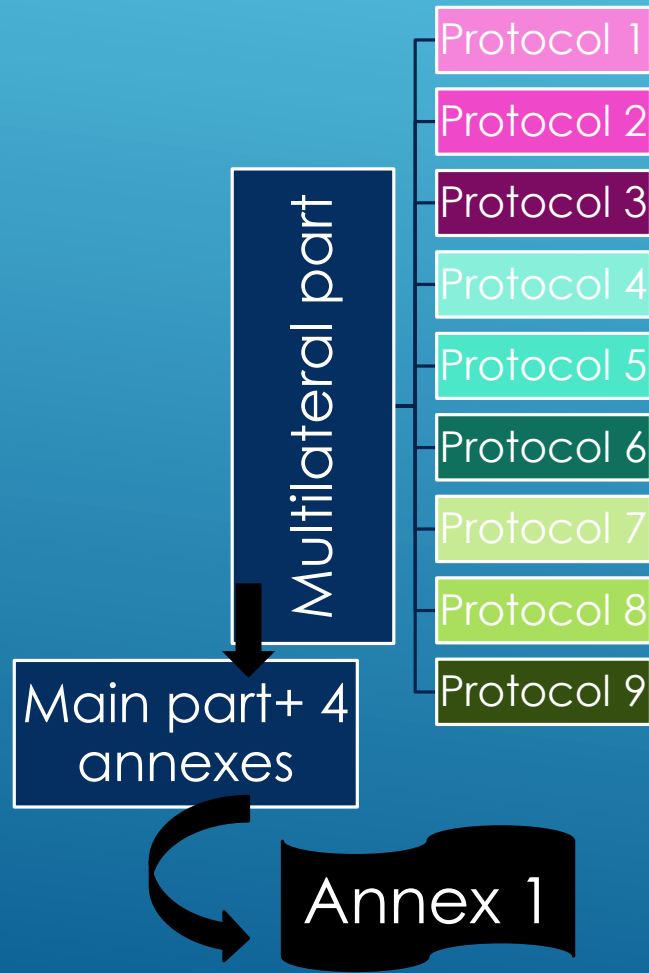 Protocol 1
Protocol 2
Protocol 3
Protocol 4
Protocol 5
Protocol 6
Protocol 7
Protocol 8
Protocol 9
Multilateral part
Main part+ 4
annexes
Annex 1